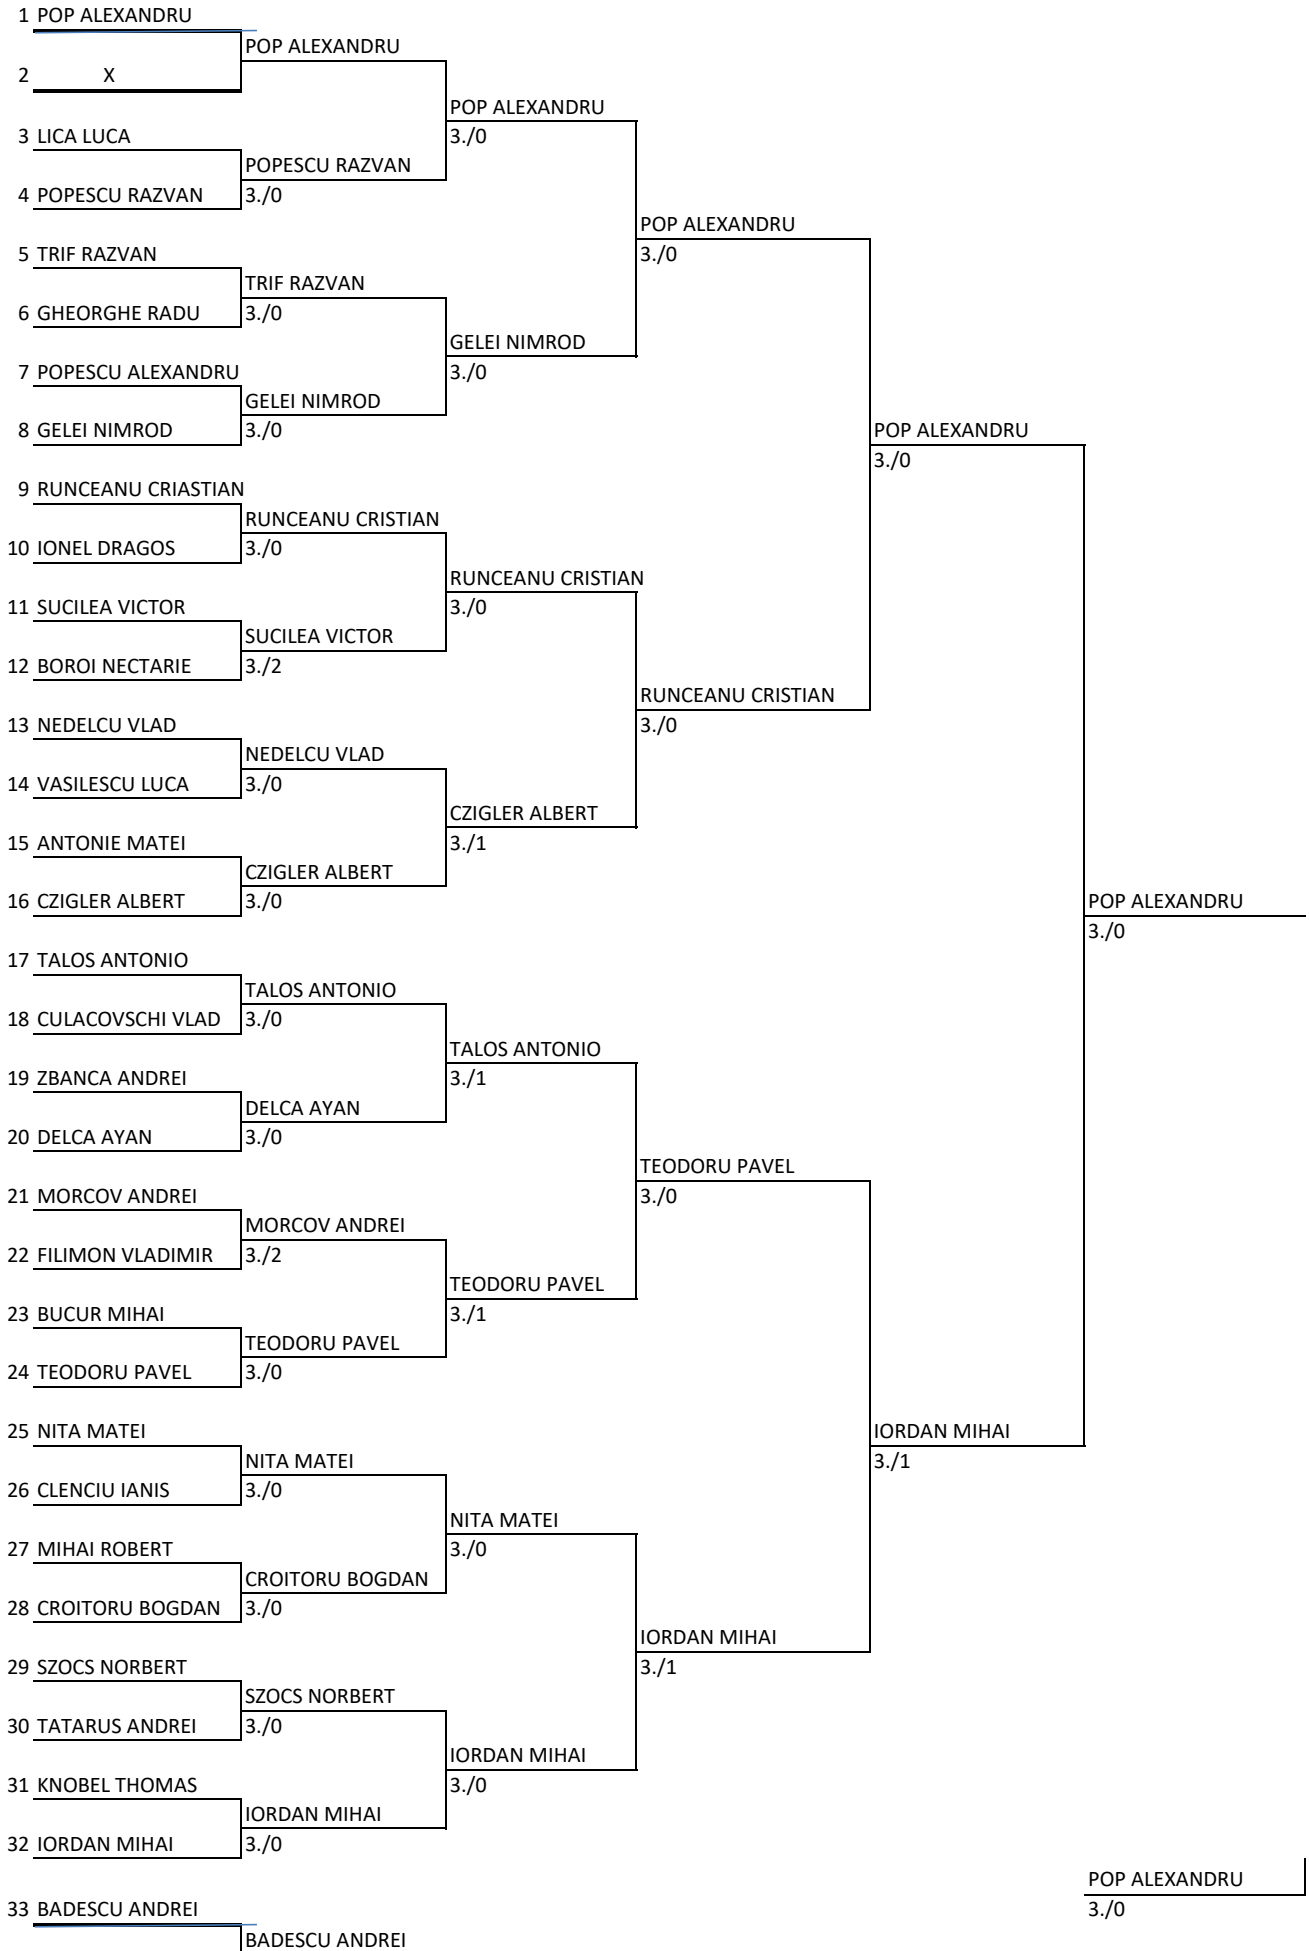 1 POP ALEXANDRU
POP ALEXANDRU
2 X
POP ALEXANDRU
3 LICA LUCA
3./0
POPESCU RAZVAN
4 POPESCU RAZVAN
3./0
POP ALEXANDRU
5 TRIF RAZVAN
3./0
TRIF RAZVAN
6 GHEORGHE RADU
3./0
GELEI NIMROD
7 POPESCU ALEXANDRU
3./0
GELEI NIMROD
8 GELEI NIMROD
3./0
POP ALEXANDRU
3./0
9 RUNCEANU CRIASTIAN
RUNCEANU CRISTIAN
10 IONEL DRAGOS
3./0
RUNCEANU CRISTIAN
11 SUCILEA VICTOR
3./0
SUCILEA VICTOR
12 BOROI NECTARIE
3./2
RUNCEANU CRISTIAN
13 NEDELCU VLAD
3./0
NEDELCU VLAD
14 VASILESCU LUCA
3./0
CZIGLER ALBERT
15 ANTONIE MATEI
3./1
CZIGLER ALBERT
16 CZIGLER ALBERT
3./0
POP ALEXANDRU
3./0
17 TALOS ANTONIO
TALOS ANTONIO
18 CULACOVSCHI VLAD
3./0
TALOS ANTONIO
19 ZBANCA ANDREI
3./1
DELCA AYAN
20 DELCA AYAN
3./0
TEODORU PAVEL
21 MORCOV ANDREI
3./0
MORCOV ANDREI
22 FILIMON VLADIMIR
3./2
TEODORU PAVEL
23 BUCUR MIHAI
3./1
TEODORU PAVEL
24 TEODORU PAVEL
3./0
25 NITA MATEI
IORDAN MIHAI
3./1
NITA MATEI
26 CLENCIU IANIS
3./0
NITA MATEI
27 MIHAI ROBERT
3./0
CROITORU BOGDAN
28 CROITORU BOGDAN
3./0
IORDAN MIHAI
29 SZOCS NORBERT
3./1
SZOCS NORBERT
30 TATARUS ANDREI
3./0
IORDAN MIHAI
31 KNOBEL THOMAS
3./0
IORDAN MIHAI
32 IORDAN MIHAI
3./0
POP ALEXANDRU
33 BADESCU ANDREI
3./0
BADESCU ANDREI